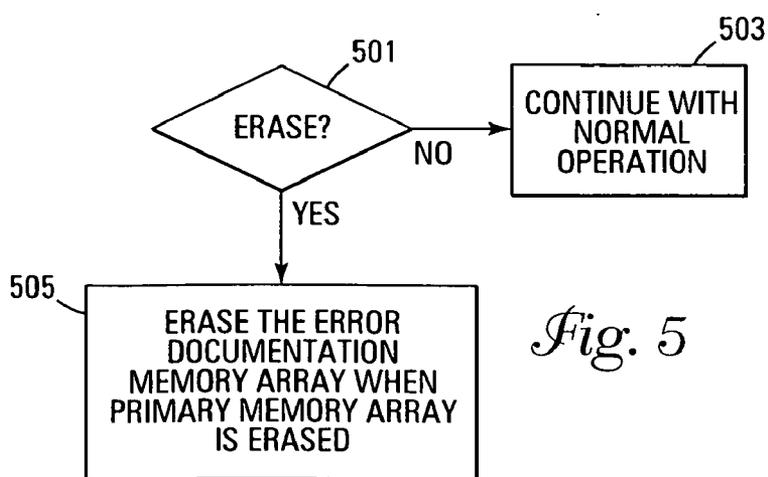 501
503
ERASE?
CONTINUE WITH
NORMAL
OPERATION
NO
YES
505
ERASE THE ERROR
DOCUMENTATION
MEMORY ARRAY WHEN
PRIMARY MEMORY ARRAY
IS ERASED
Fig. 5